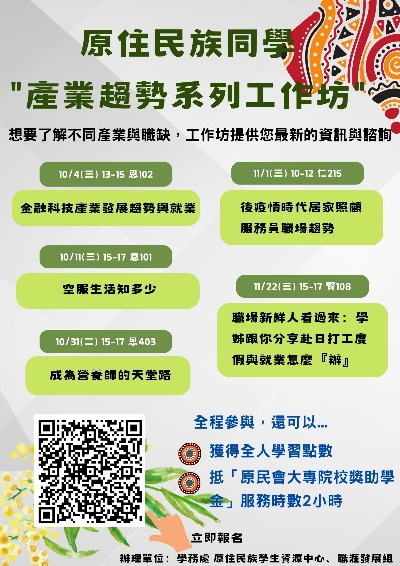 原住民族同學
"產業趨勢系列工作坊"
想要了解不同產業與職缺，工作坊提供您最新的資訊與諮詢
10/4(三) 13-15 恩102
金融科技產業發展趨勢與就業
10/11(三) 15-17 恩101
空服生活知多少
10/31(二) 15-17 恩403
成為營養師的天堂路
11/1(三) 10-12 仁215
後疫情時代居家照顧
服務員職場趨勢
11/22(三) 15-17 賢108
職場新鮮人看過來：學
姊跟你分享赴日打工度
假與就業怎麼『辦』
全程參與，還可以...
獲得全人學習點數
抵「原民會大專院校獎助學
金」服務時數2小時
立即報名
辦理單位：學務處 原住民族學生資源中心、職涯發展組